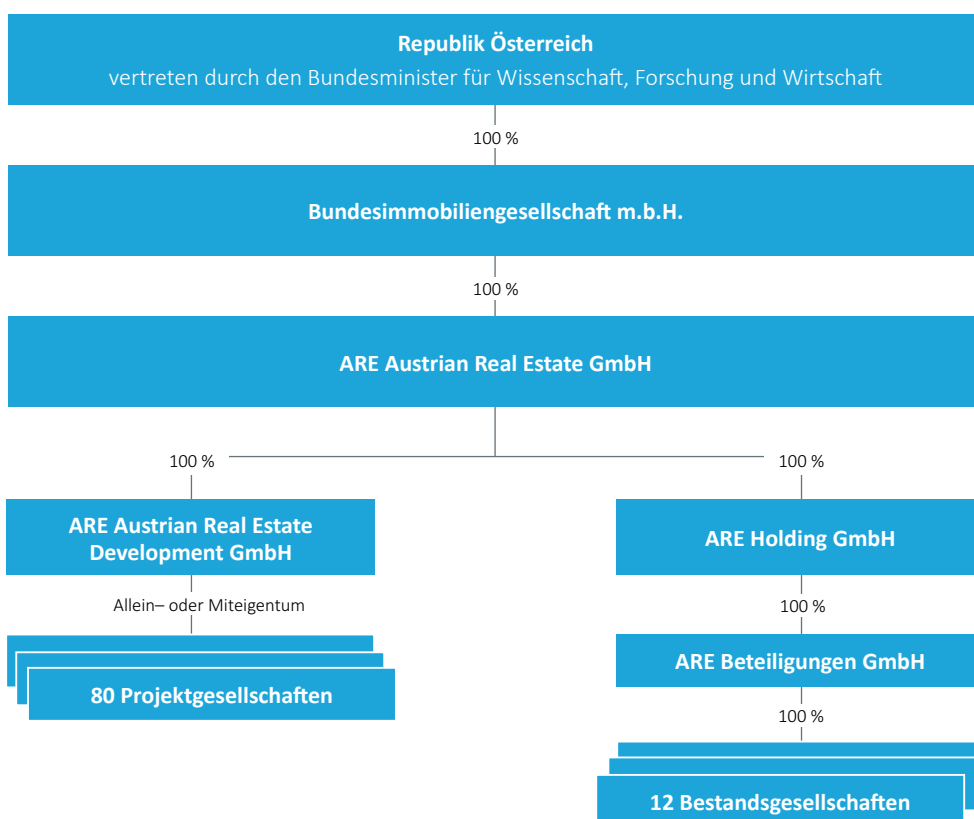 Republik Österreich
vertreten durch den Bundesminister für Wissenschaft, Forschung und Wirtschaft
100 %
Bundesimmobiliengesellschaft m.b.H.
100 %
ARE Austrian Real Estate GmbH
100 %
100 %
ARE Austrian Real Estate
Development GmbH
ARE Holding GmbH
Allein– oder Miteigentum
100 %
ARE Beteiligungen GmbH
80 Projektgesellschaften
100 %
12 Bestandsgesellschaften